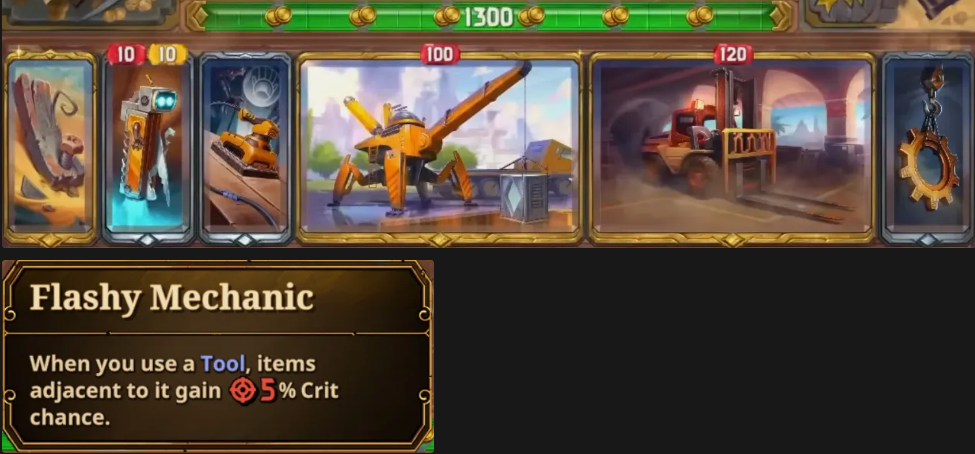 1300
10 10
100
120
Flashy Mechanic
When you use a Tool, items
adjacent to it gain 5% Crit
chance.